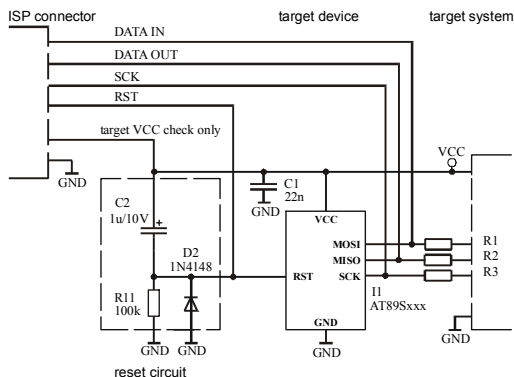 ISP connector
target device
target system
DATA IN
DATA OUT
SCK
RST
target VCC check only
VCC
GND
C1
22n
GND
C2
1u/10V
+
VCC
D2
1N4148
MOSI
MISO
SCK
RST
R1
R2
R3
R11
100k
I1
AT89Sxxx
GND
GND
GND
GND
GND
reset circuit